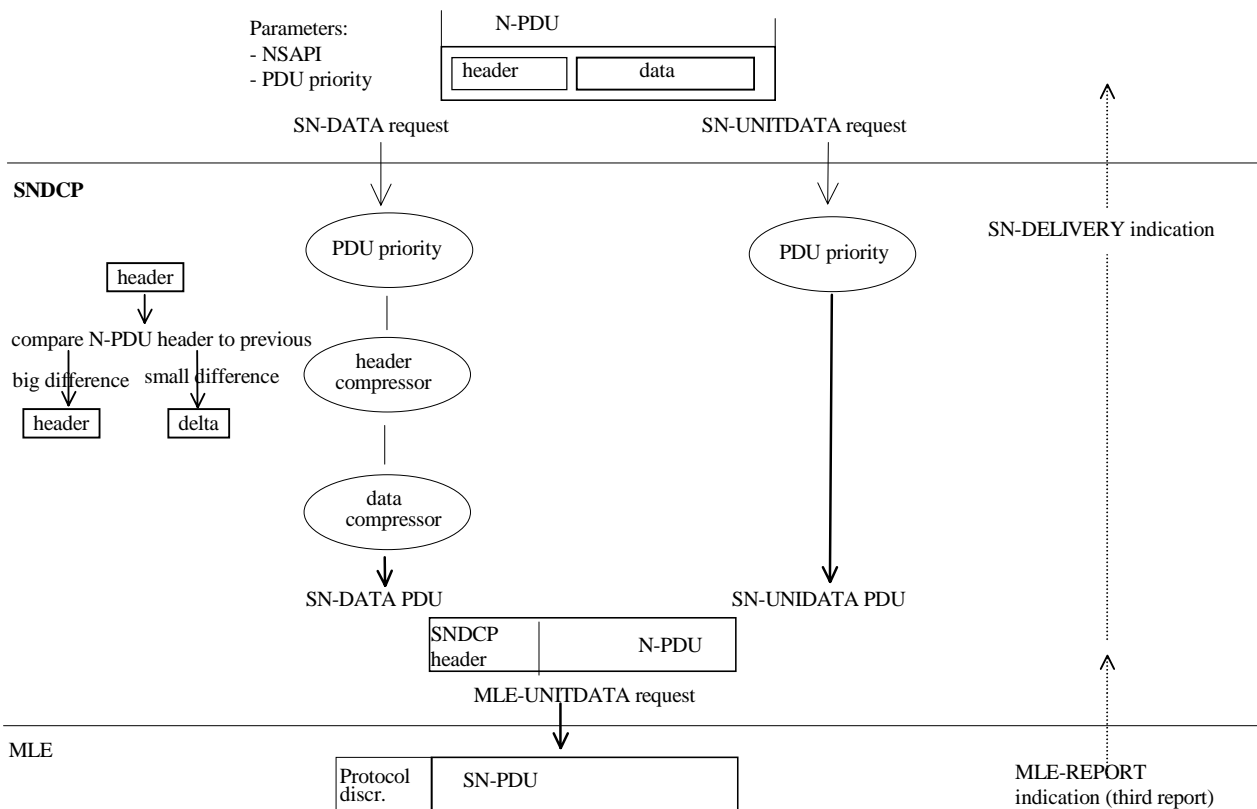 Parameters:
- NSAPI
- PDU priority
N-PDU
header
data
SN-DATA request
SN-UNITDATA request
SNDCP
PDU priority
PDU priority
SN-DELIVERY indication
header
compare N-PDU header to previous
big difference
small difference
header
delta
header
compressor
data
compressor
SN-DATA PDU
SN-UNIDATA PDU
SNDCP
header
N-PDU
MLE-UNITDATA request
MLE
Protocol
discr.
SN-PDU
MLE-REPORT
indication (third report)